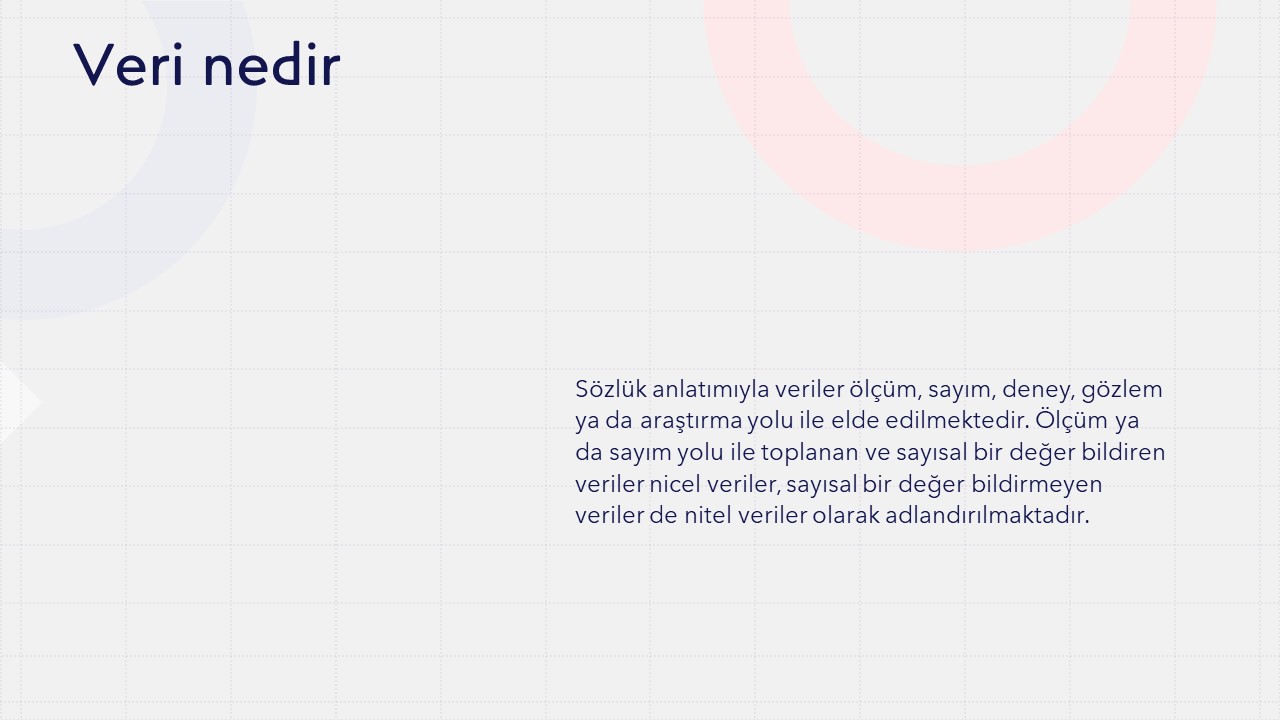 Veri nedir
Sözlük anlatımıyla veriler ölçüm, sayım, deney, gözlem
ya da araştırma yolu ile elde edilmektedir. Ölçüm ya
da sayım yolu ile toplanan ve sayısal bir değer bildiren
veriler nicel veriler, sayısal bir değer bildirmeyen
veriler de nitel veriler olarak adlandırılmaktadır.